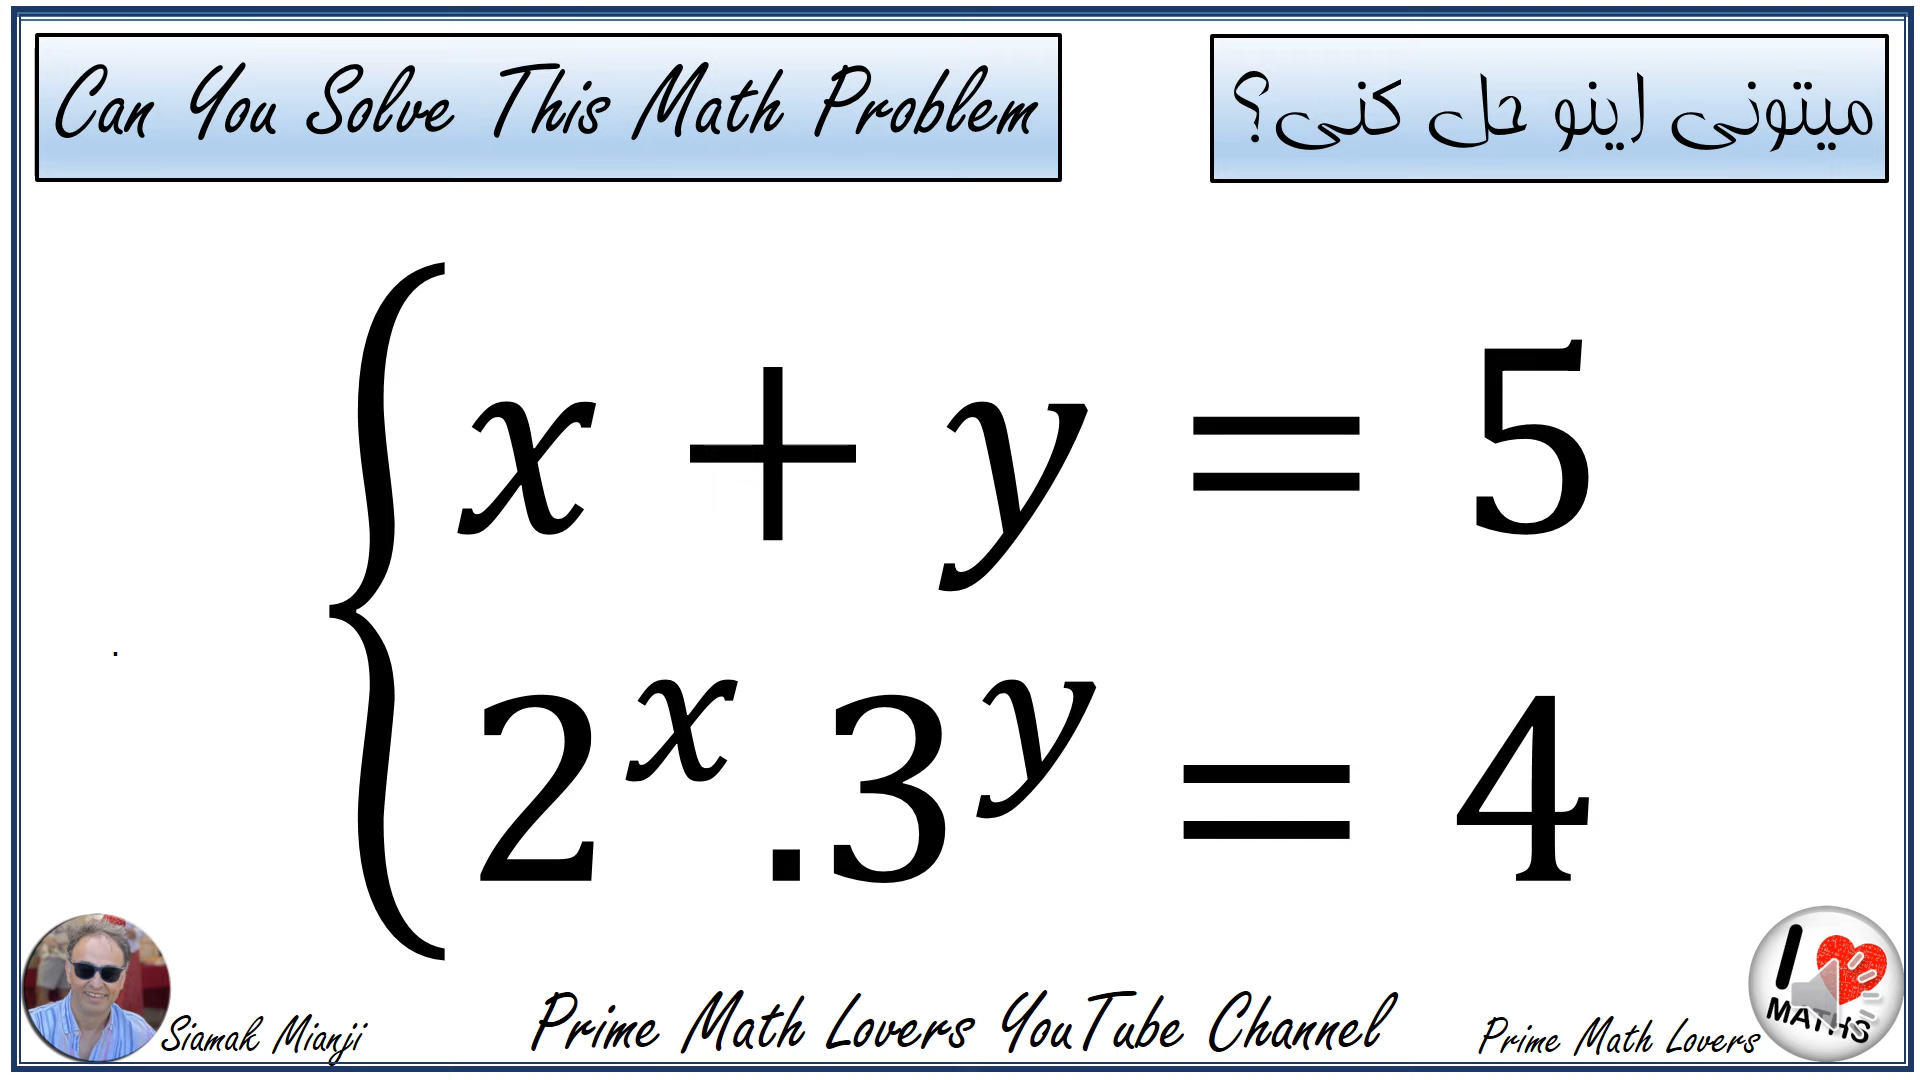 Can You Solve This Math Problem
میتونی اینو حل کنی؟
x + y = 5
2^x .3^y = 4
Siamak Mianji
Prime Math Lovers YouTube Channel
Prime Math Lovers
I
MATHS